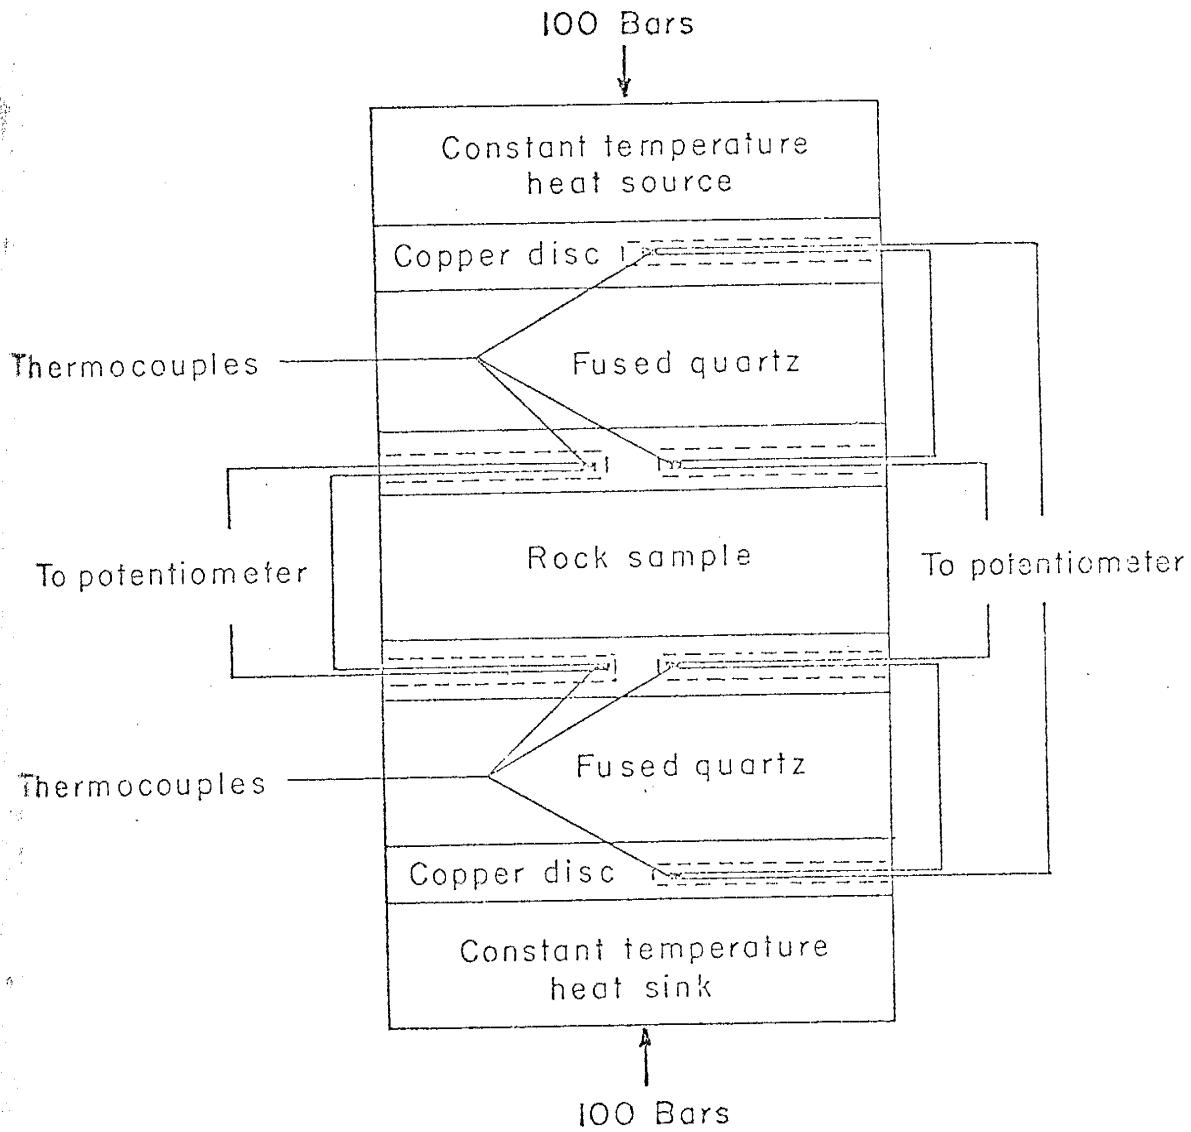 100 Bars
Constant temperature
heat source
Copper disc
Thermocouples
Fused quartz
To potentiometer
Rock sample
To potentiometer
Thermocouples
Fused quartz
Copper disc
Constant temperature
heat sink
100 Bars